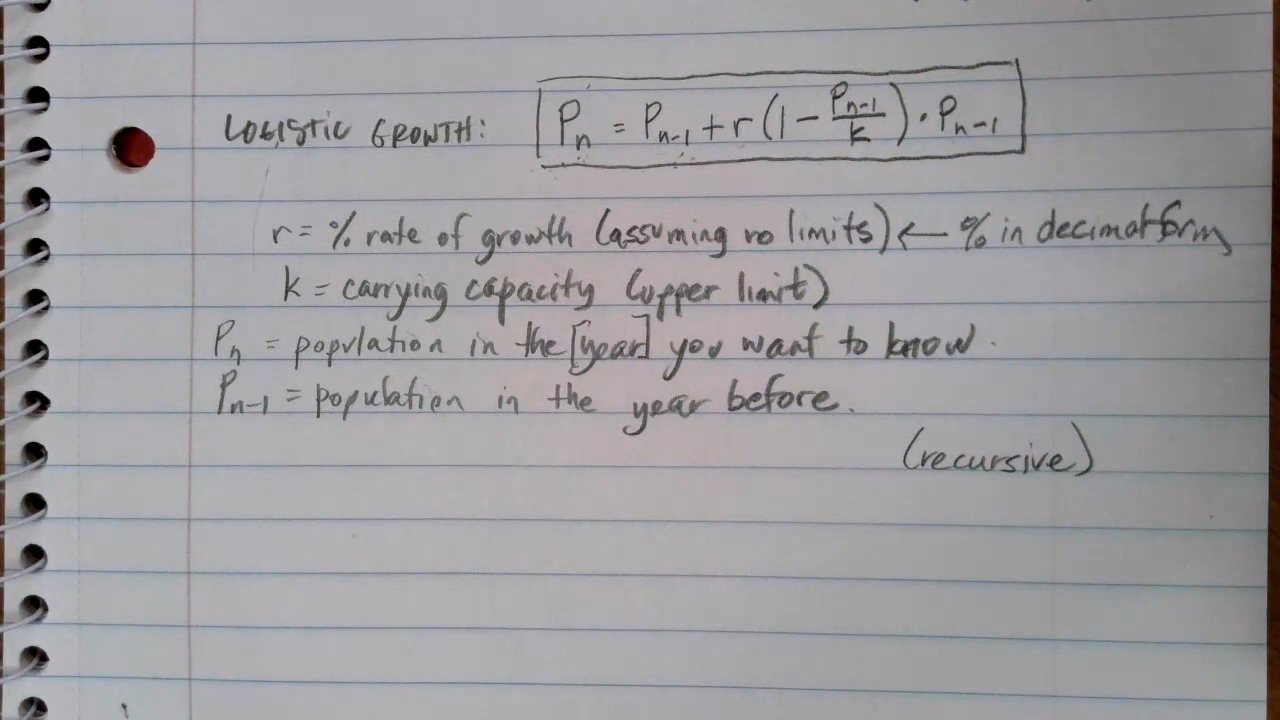 LOGISTIC GROWTH: Pₙ = Pₙ₋₁ + r(1 - Pₙ₋₁/k) · Pₙ₋₁
r = % rate of growth (assuming no limits) ← % in decimal form
k = carrying capacity (upper limit)
Pₙ = population in the [year] you want to know.
Pₙ₋₁ = population in the year before.
(recursive)